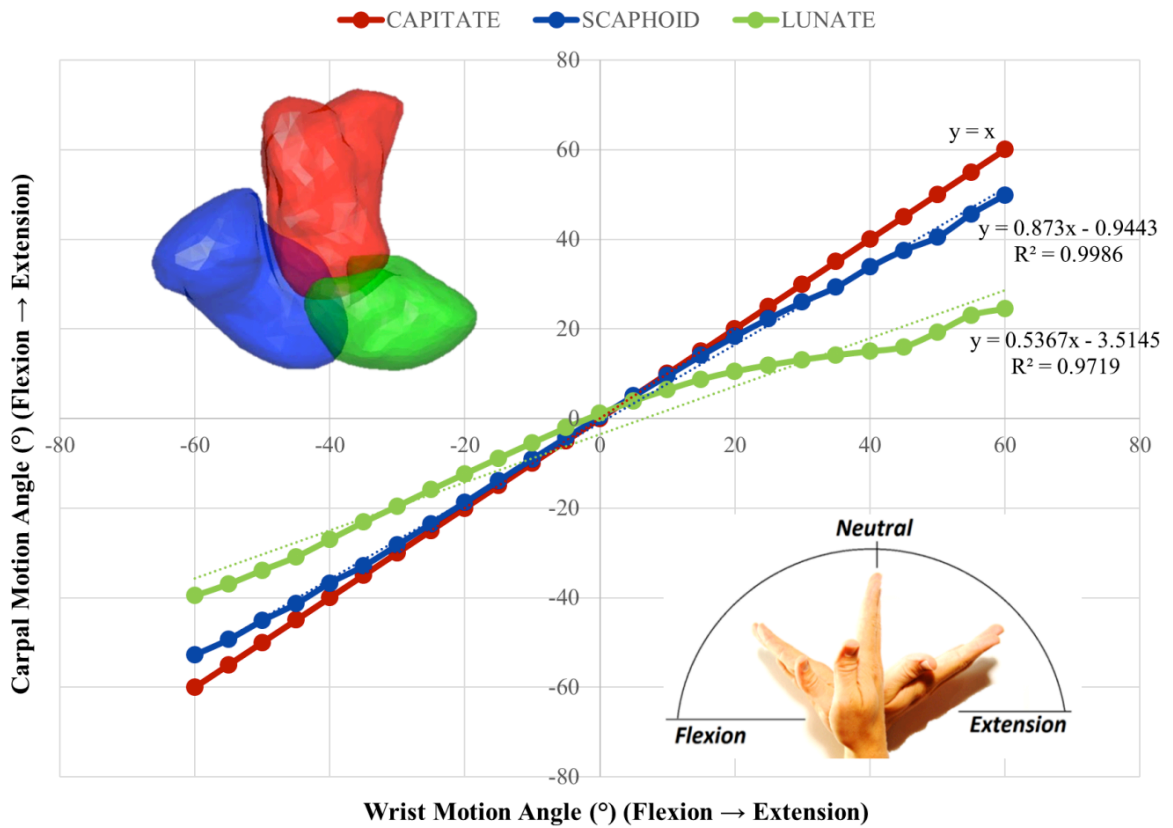 CAPITATE SCAPHOID LUNATE
80
60
40
20
0
-20
-40
-60
-80
-80 -60 -40 -20 0 20 40 60 80
y = x
y = 0.873x - 0.9443
R² = 0.9986
y = 0.5367x - 3.5145
R² = 0.9719
Neutral
Flexion
Extension
Carpal Motion Angle (°) (Flexion → Extension)
Wrist Motion Angle (°) (Flexion → Extension)